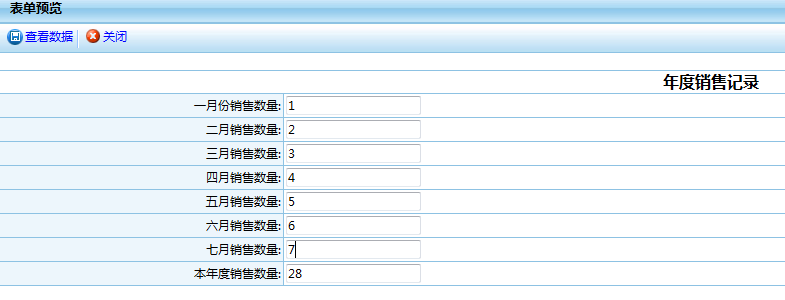 表单预览
查看数据 关闭
年度销售记录
一月份销售数量: 1
二月销售数量: 2
三月销售数量: 3
四月销售数量: 4
五月销售数量: 5
六月销售数量: 6
七月销售数量: 7
本年度销售数量: 28